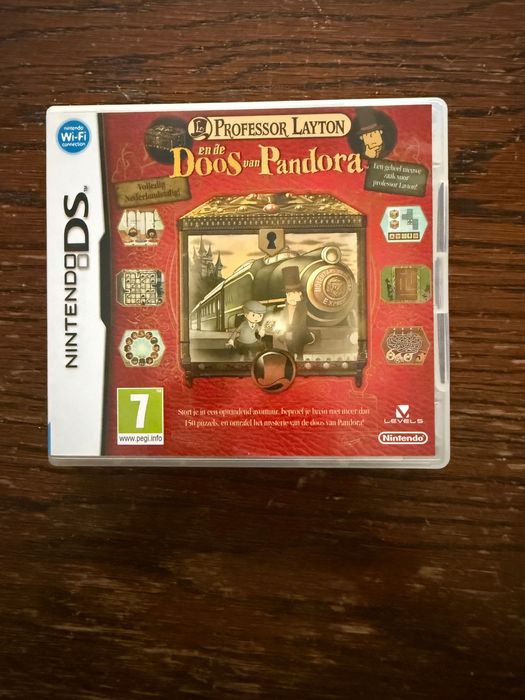 nintendo
Wi-Fi
connection
NINTENDO DS™
PROFESSOR LAYTON
en de
Doos van Pandora
Volledig
Nederlandstalig!
Een geheel nieuwe
zaak voor
professor Layton!
EXPRESS
Stort je in een opwindend avontuur, beproef je brein met meer dan
150 puzzels, en ontrafel het mysterie van de doos van Pandora!
7
www.pegi.info
LEVEL5
Nintendo